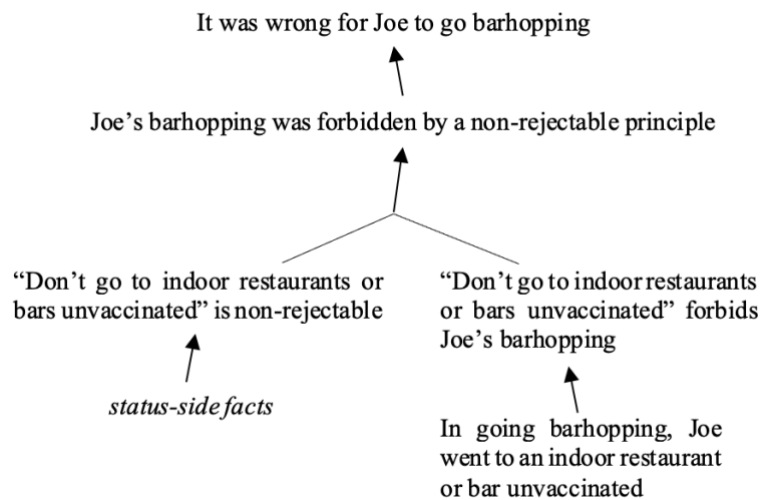 It was wrong for Joe to go barhopping
Joe’s barhopping was forbidden by a non-rejectable principle
“Don’t go to indoor restaurants or
bars unvaccinated” is non-rejectable
“Don’t go to indoor restaurants
or bars unvaccinated” forbids
Joe’s barhopping
status-side facts
In going barhopping, Joe
went to an indoor restaurant
or bar unvaccinated